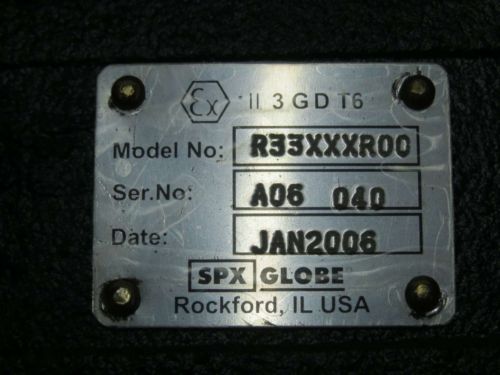 Ex II 3 G D T6
Model No: R33XXXR00
Ser.No: A06 040
Date: JAN2006
SPX GLOBE
Rockford, IL USA